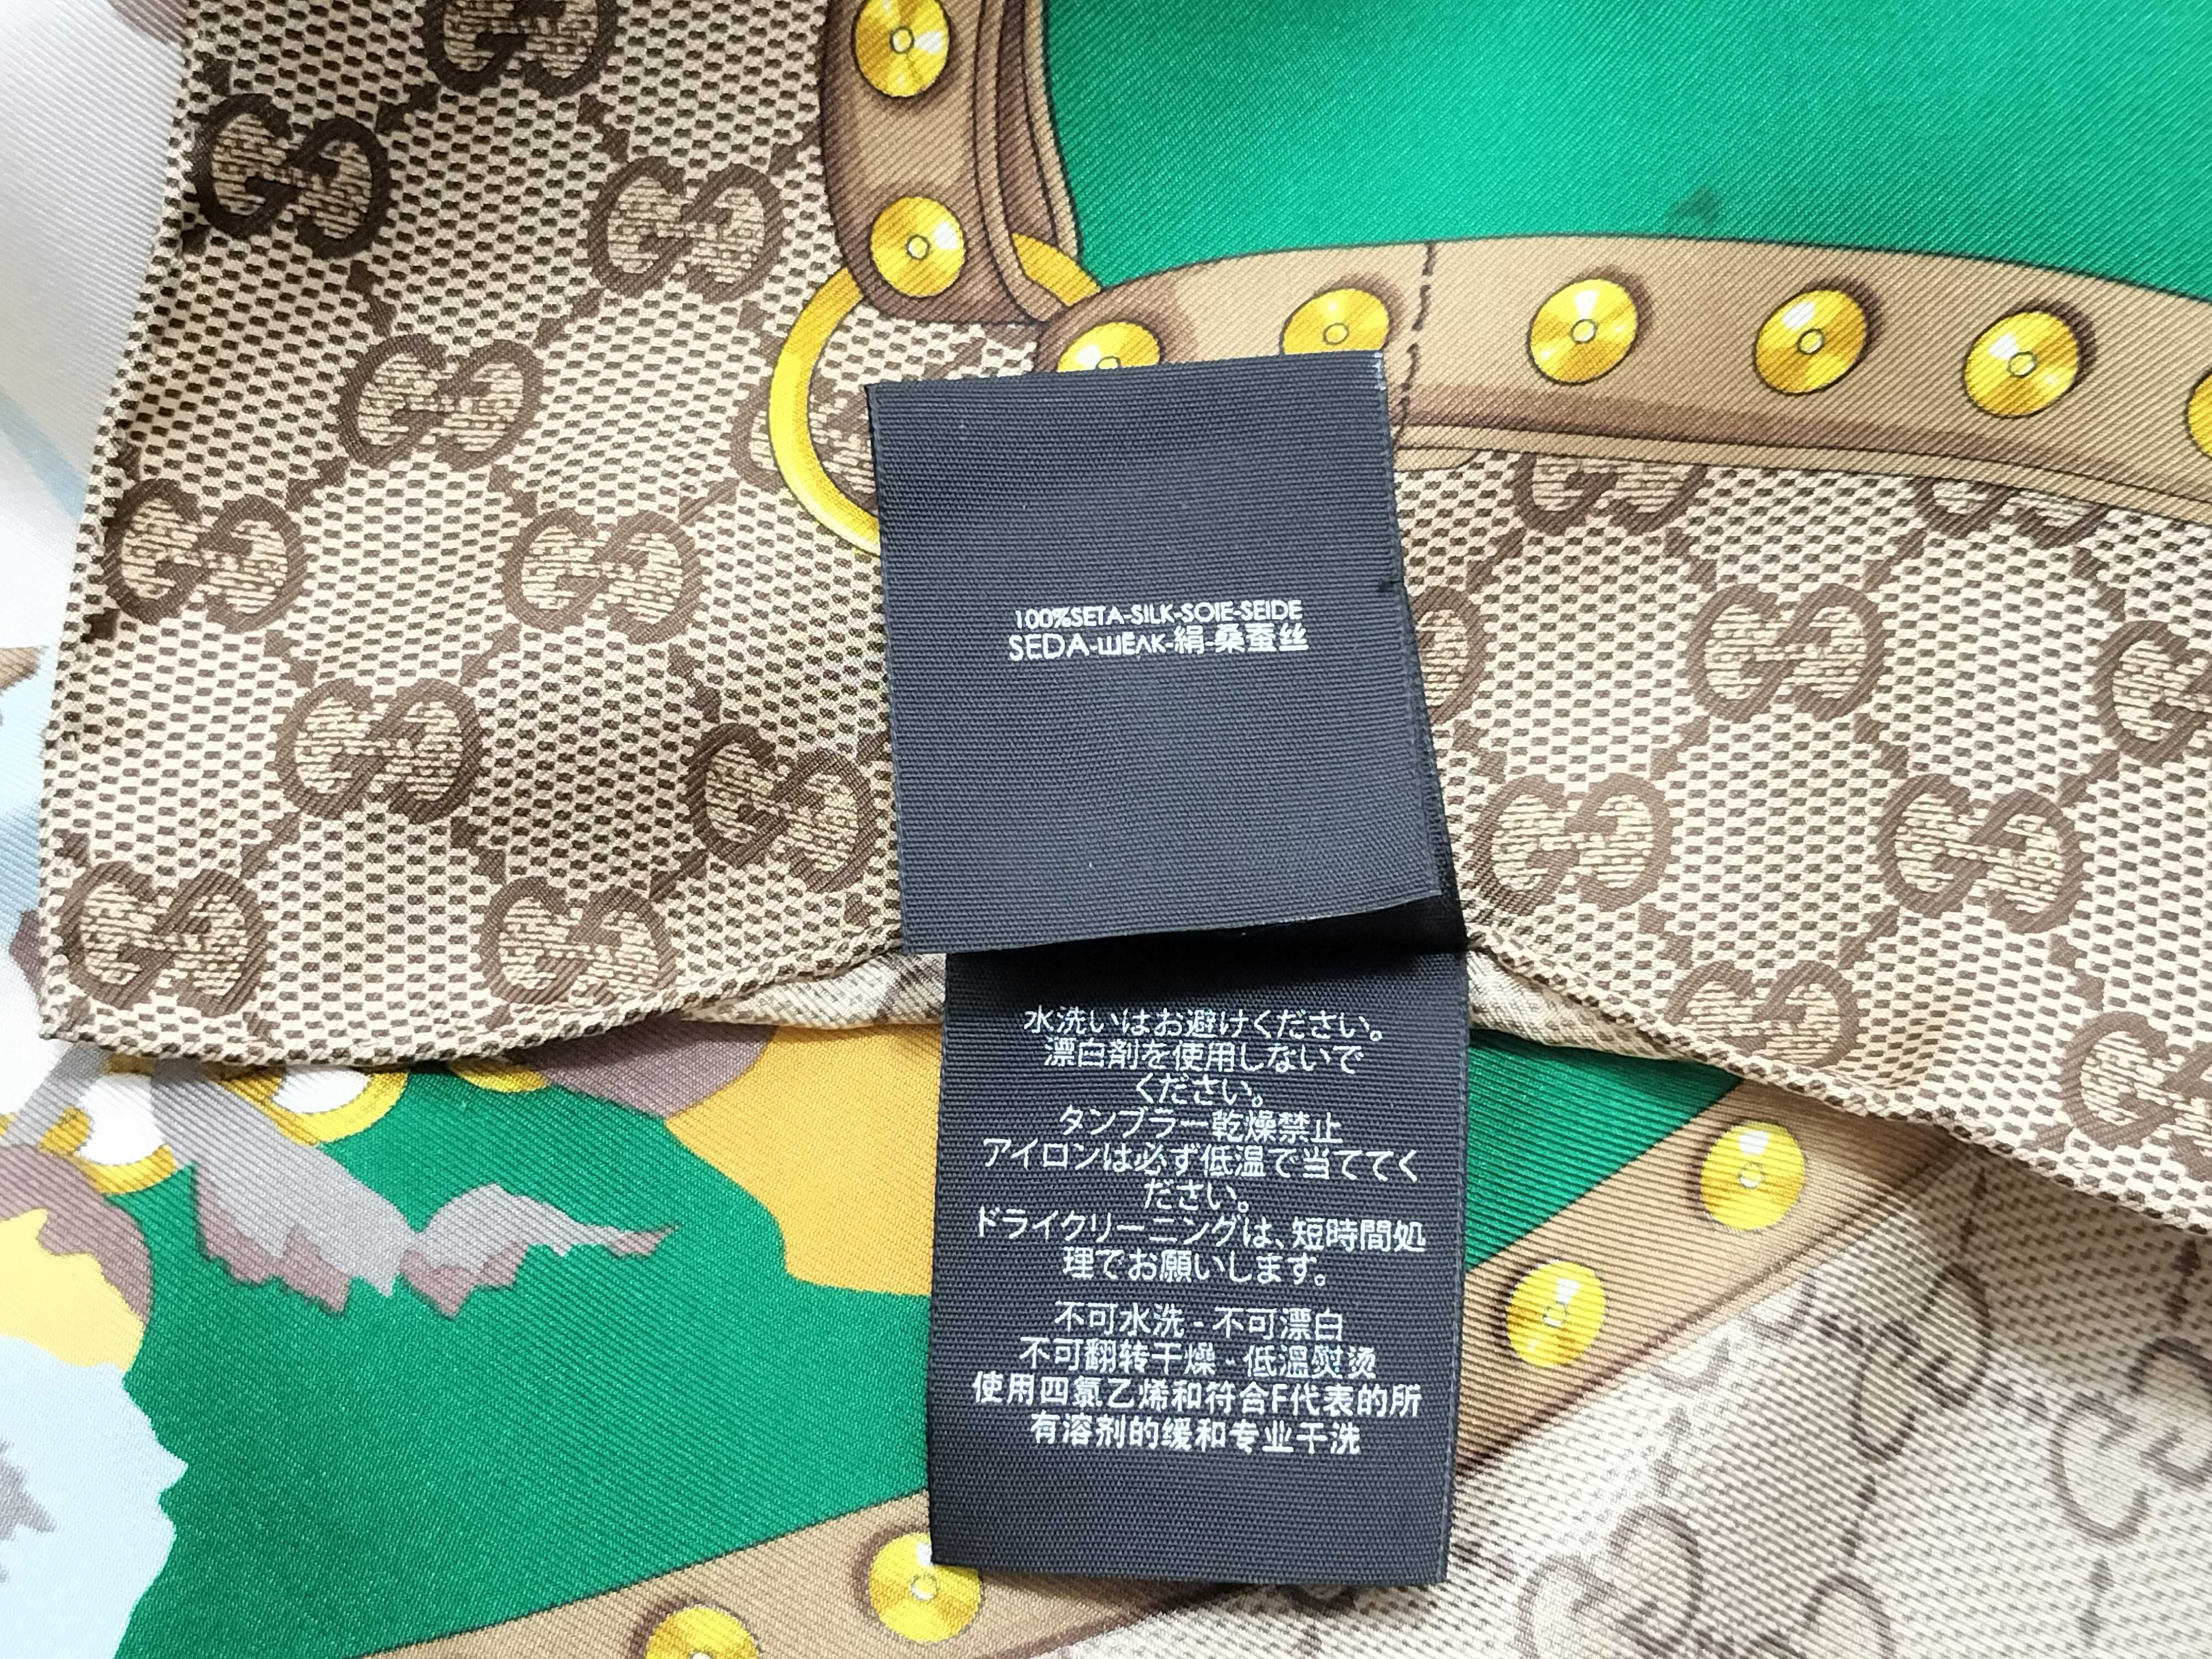 100%SETA-SILK-SOIE-SEIDE
SEDA-ШЕЛК-絹-桑蚕丝
水洗いはお避けください。
漂白剤を使用しないで
ください。
タンブラー乾燥禁止
アイロンは必ず低温で当ててく
ださい。
ドライクリーニングは、短時間処
理でお願いします。
不可水洗 - 不可漂白
不可翻转干燥 - 低温熨烫
使用四氯乙烯和符合F代表的所
有溶剂的缓和专业干洗